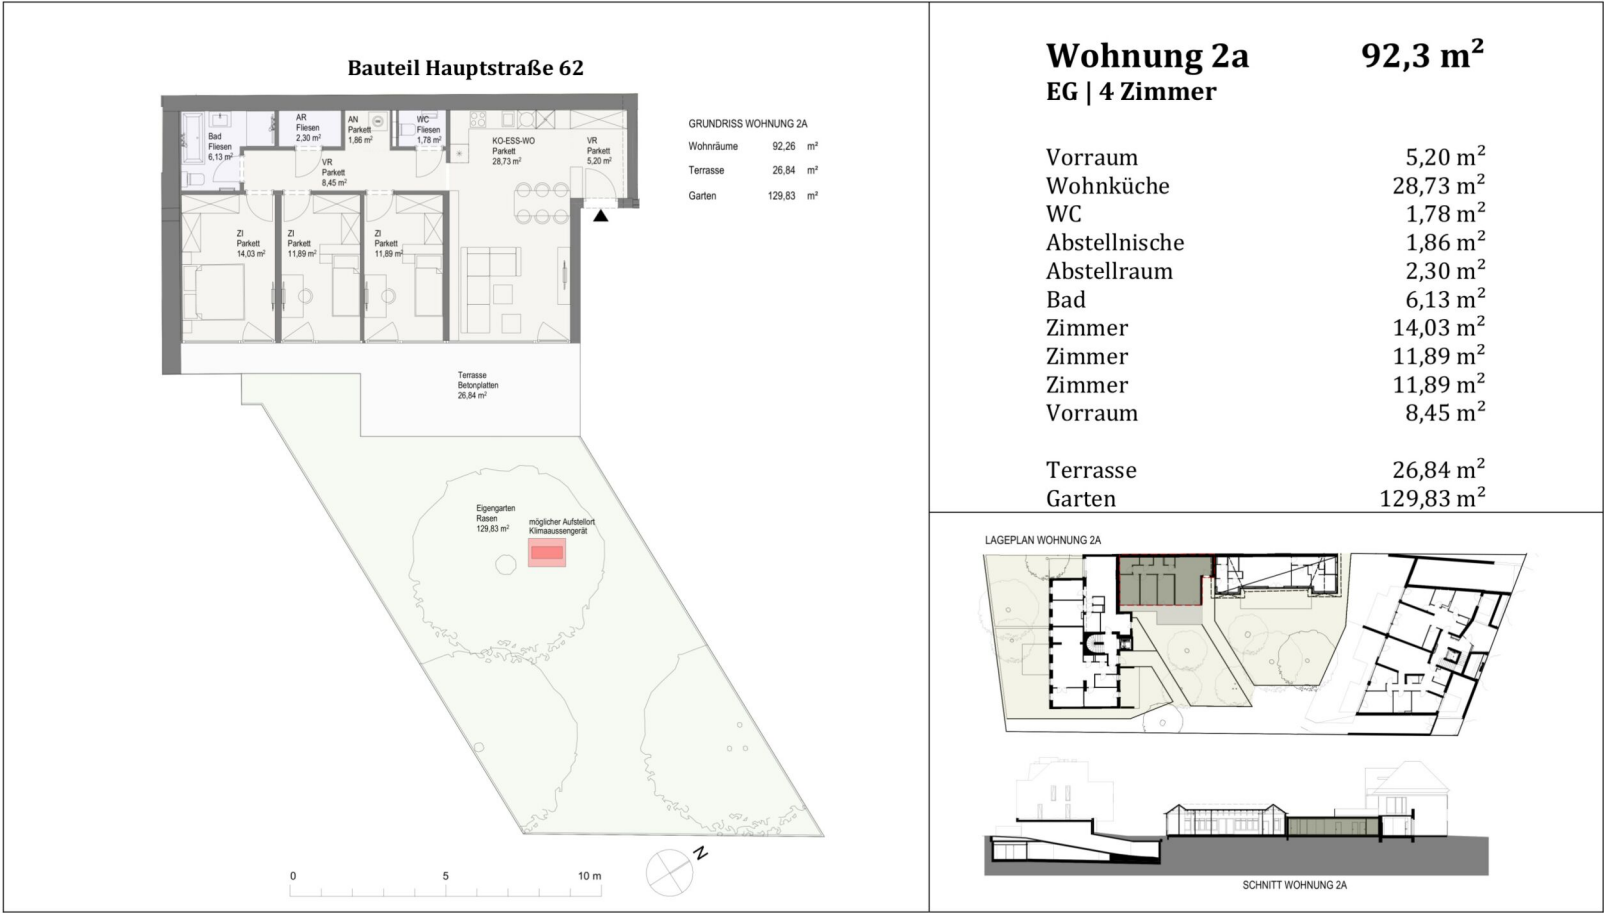 Bauteil Hauptstraße 62
Bad
Fliesen
6,13 m²
AR
Fliesen
2,30 m²
AN
Parkett
1,86 m²
WC
Fliesen
1,78 m²
VR
Parkett
8,45 m²
KO-ESS-WO
Parkett
28,73 m²
VR
Parkett
5,20 m²
ZI
Parkett
14,03 m²
ZI
Parkett
11,89 m²
ZI
Parkett
11,89 m²
Terrasse
Betonplatten
26,84 m²
Eigengarten
Rasen
129,83 m²
möglicher Aufstellort
Klimaaussengerät
0 5 10 m
N
GRUNDRISS WOHNUNG 2A
Wohnräume 92,26 m²
Terrasse 26,84 m²
Garten 129,83 m²
Wohnung 2a 92,3 m²
EG | 4 Zimmer
Vorraum 5,20 m²
Wohnküche 28,73 m²
WC 1,78 m²
Abstellnische 1,86 m²
Abstellraum 2,30 m²
Bad 6,13 m²
Zimmer 14,03 m²
Zimmer 11,89 m²
Zimmer 11,89 m²
Vorraum 8,45 m²
Terrasse 26,84 m²
Garten 129,83 m²
LAGEPLAN WOHNUNG 2A
SCHNITT WOHNUNG 2A